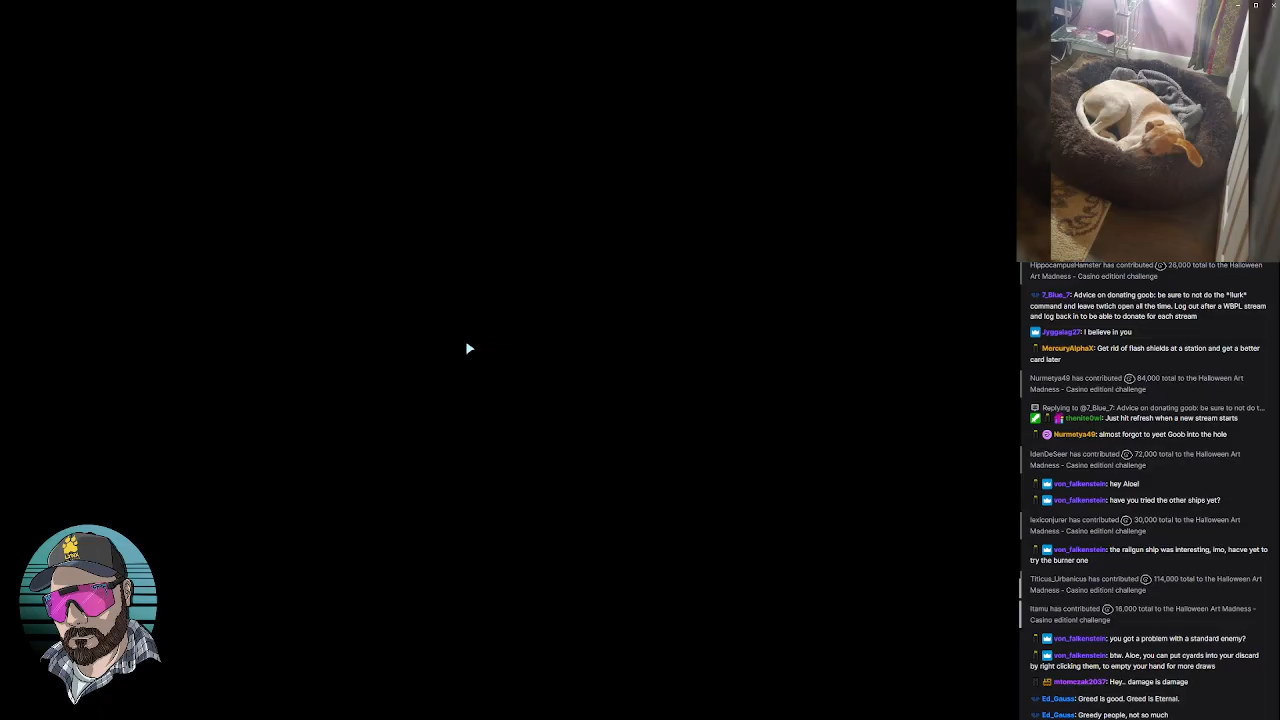 HippocampusHamster has contributed 26,000 total to the Halloween
Art Madness - Casino edition! challenge
7_Blue_7: Advice on donating goob: be sure to not do the *!lurk*
command and leave twitch open all the time. Log out after a WBPL stream
and log back in to be able to donate for each stream
Jyggalag27: I believe in you
MercuryAlphaX: Get rid of flash shields at a station and get a better
card later
Nurmetya49 has contributed 84,000 total to the Halloween Art
Madness - Casino edition! challenge
Replying to @7_Blue_7: Advice on donating goob: be sure to not do t...
thenite0wl: Just hit refresh when a new stream starts
Nurmetya49: almost forgot to yeet Goob into the hole
IdenDeSeer has contributed 72,000 total to the Halloween Art
Madness - Casino edition! challenge
von_falkenstein: hey Aloe!
von_falkenstein: have you tried the other ships yet?
lexiconjurer has contributed 30,000 total to the Halloween Art
Madness - Casino edition! challenge
von_falkenstein: the railgun ship was interesting, imo, hacve yet to
try the burner one
Titicus_Urbanicus has contributed 114,000 total to the Halloween Art
Madness - Casino edition! challenge
Itamu has contributed 16,000 total to the Halloween Art Madness -
Casino edition! challenge
von_falkenstein: you got a problem with a standard enemy?
von_falkenstein: btw. Aloe, you can put cyards into your discard
by right clicking them, to empty your hand for more draws
mtomczak2037: Hey.. damage is damage
Ed_Gauss: Greed is good. Greed is Eternal.
Ed_Gauss: Greedy people, not so much
LYNX